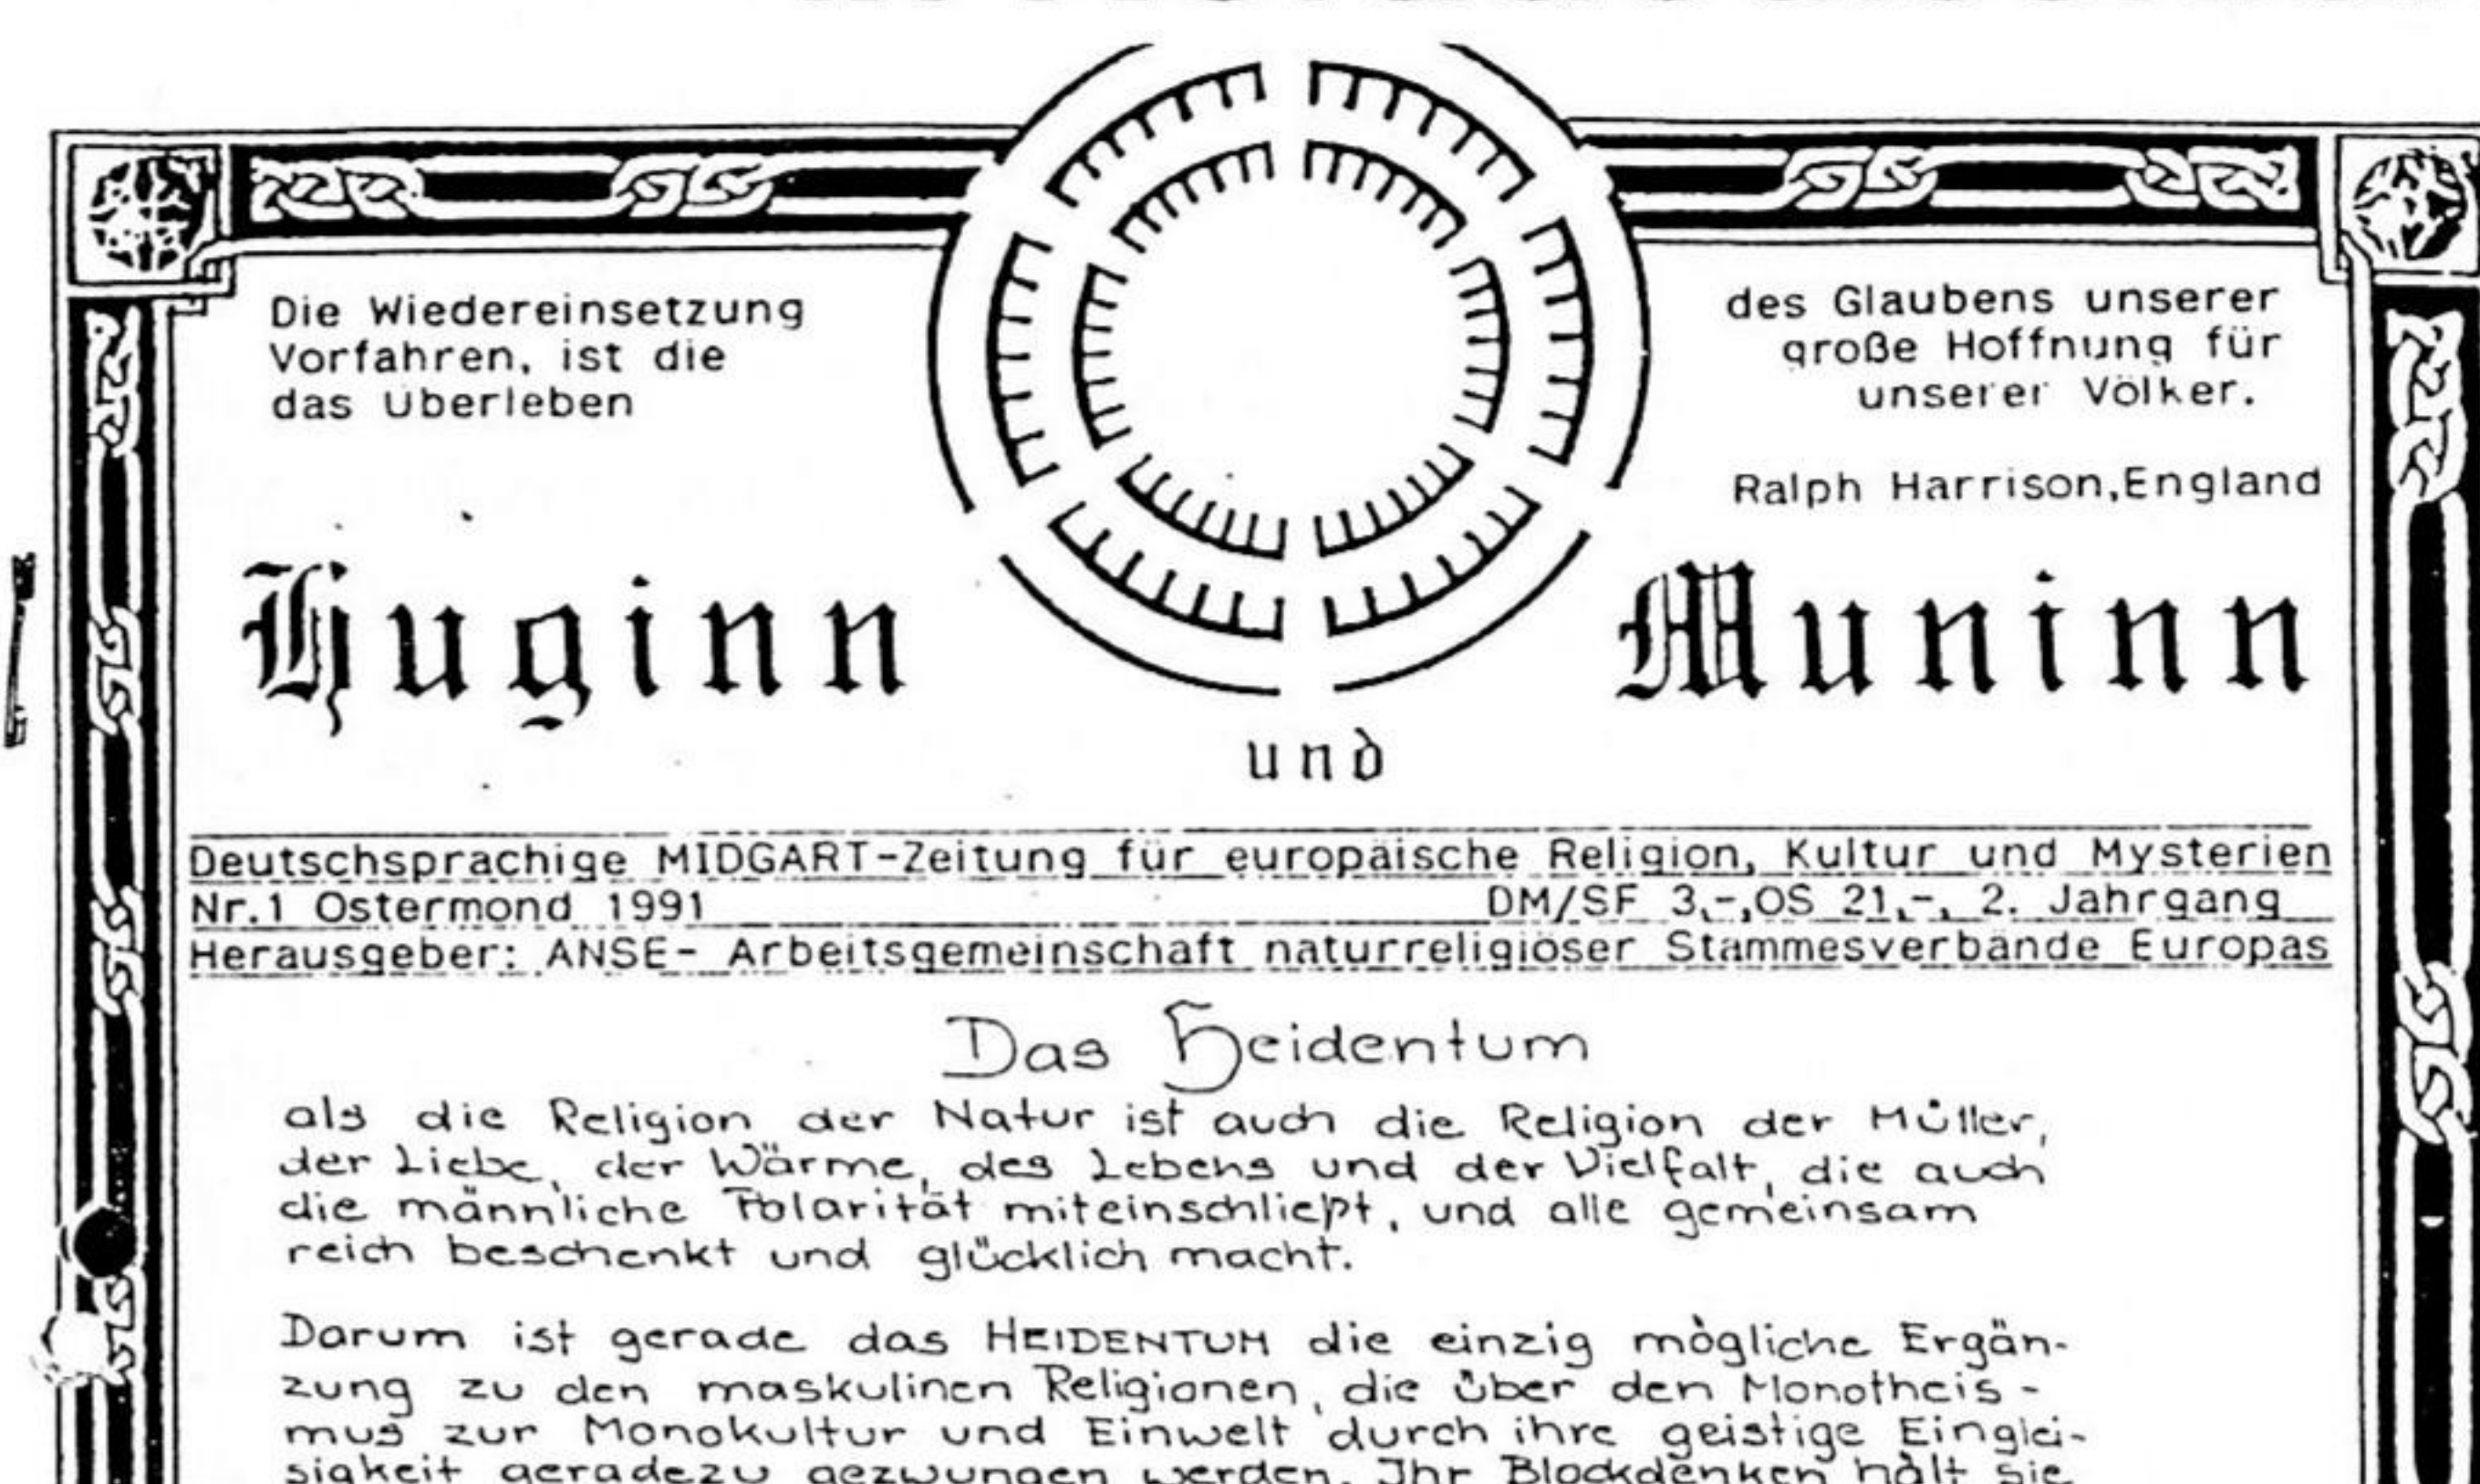 Die Wiedereinsetzung des Glaubens unserer
Vorfahren, ist die große Hoffnung für
das Überleben unserer Völker.
Ralph Harrison,England
Huginn Muninn
und
Deutschsprachige MIDGART-Zeitung für europäische Religion, Kultur und Mysterien
Nr.1 Ostermond 1991 DM/SF 3,-,OS 21,-, 2. Jahrgang
Herausgeber: ANSE- Arbeitsgemeinschaft naturreligiöser Stammesverbände Europas
Das Heidentum
als die Religion der Natur ist auch die Religion der Mütter,
der Liebe, der Wärme, des Lebens und der Vielfalt, die auch
die männliche Polarität miteinschließt, und alle gemeinsam
reich beschenkt und glücklich macht.
Darum ist gerade das HEIDENTUM die einzig mögliche Ergän-
zung zu den maskulinen Religionen, die über den Monotheis-
mus zur Monokultur und Einwelt durch ihre geistige Einglei-
sigkeit geradezu gezwungen werden. Ihr Blockdenken hält sie